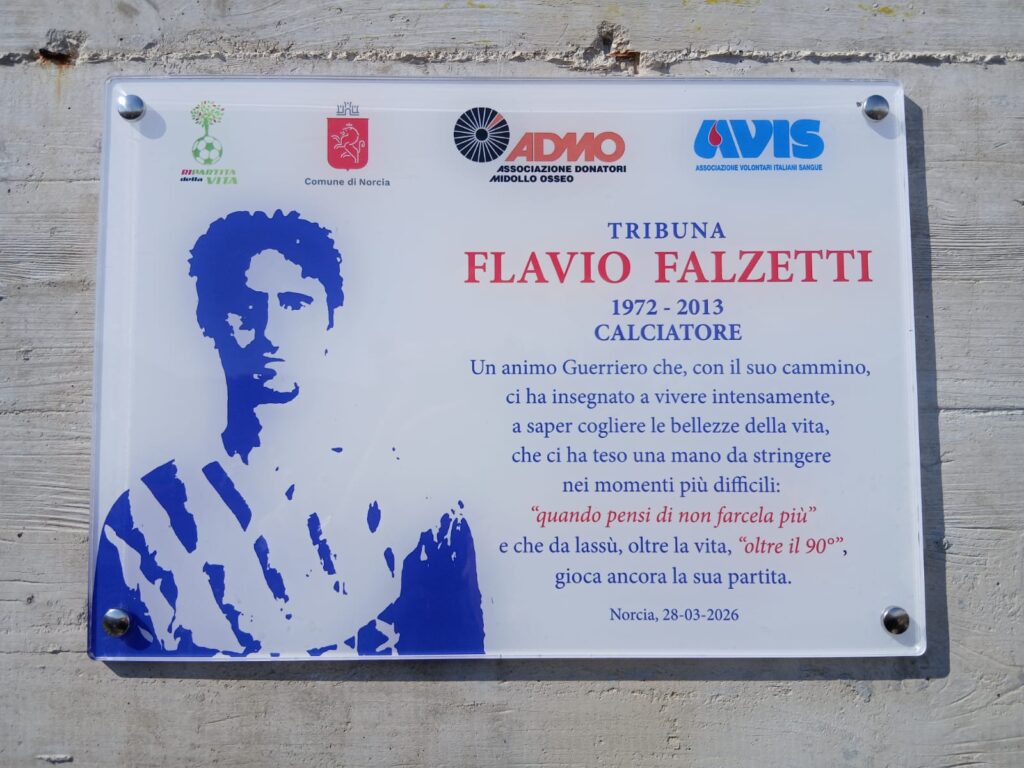 RIPARTITA
della VITA
Comune di Norcia
ADMO
ASSOCIAZIONE DONATORI
MIDOLLO OSSEO
AVIS
ASSOCIAZIONE VOLONTARI ITALIANI SANGUE
TRIBUNA
FLAVIO FALZETTI
1972 - 2013
CALCIATORE
Un animo Guerriero che, con il suo cammino,
ci ha insegnato a vivere intensamente,
a saper cogliere le bellezze della vita,
che ci ha teso una mano da stringere
nei momenti più difficili:
“quando pensi di non farcela più”
e che da lassù, oltre la vita, “oltre il 90°”,
gioca ancora la sua partita.
Norcia, 28-03-2026